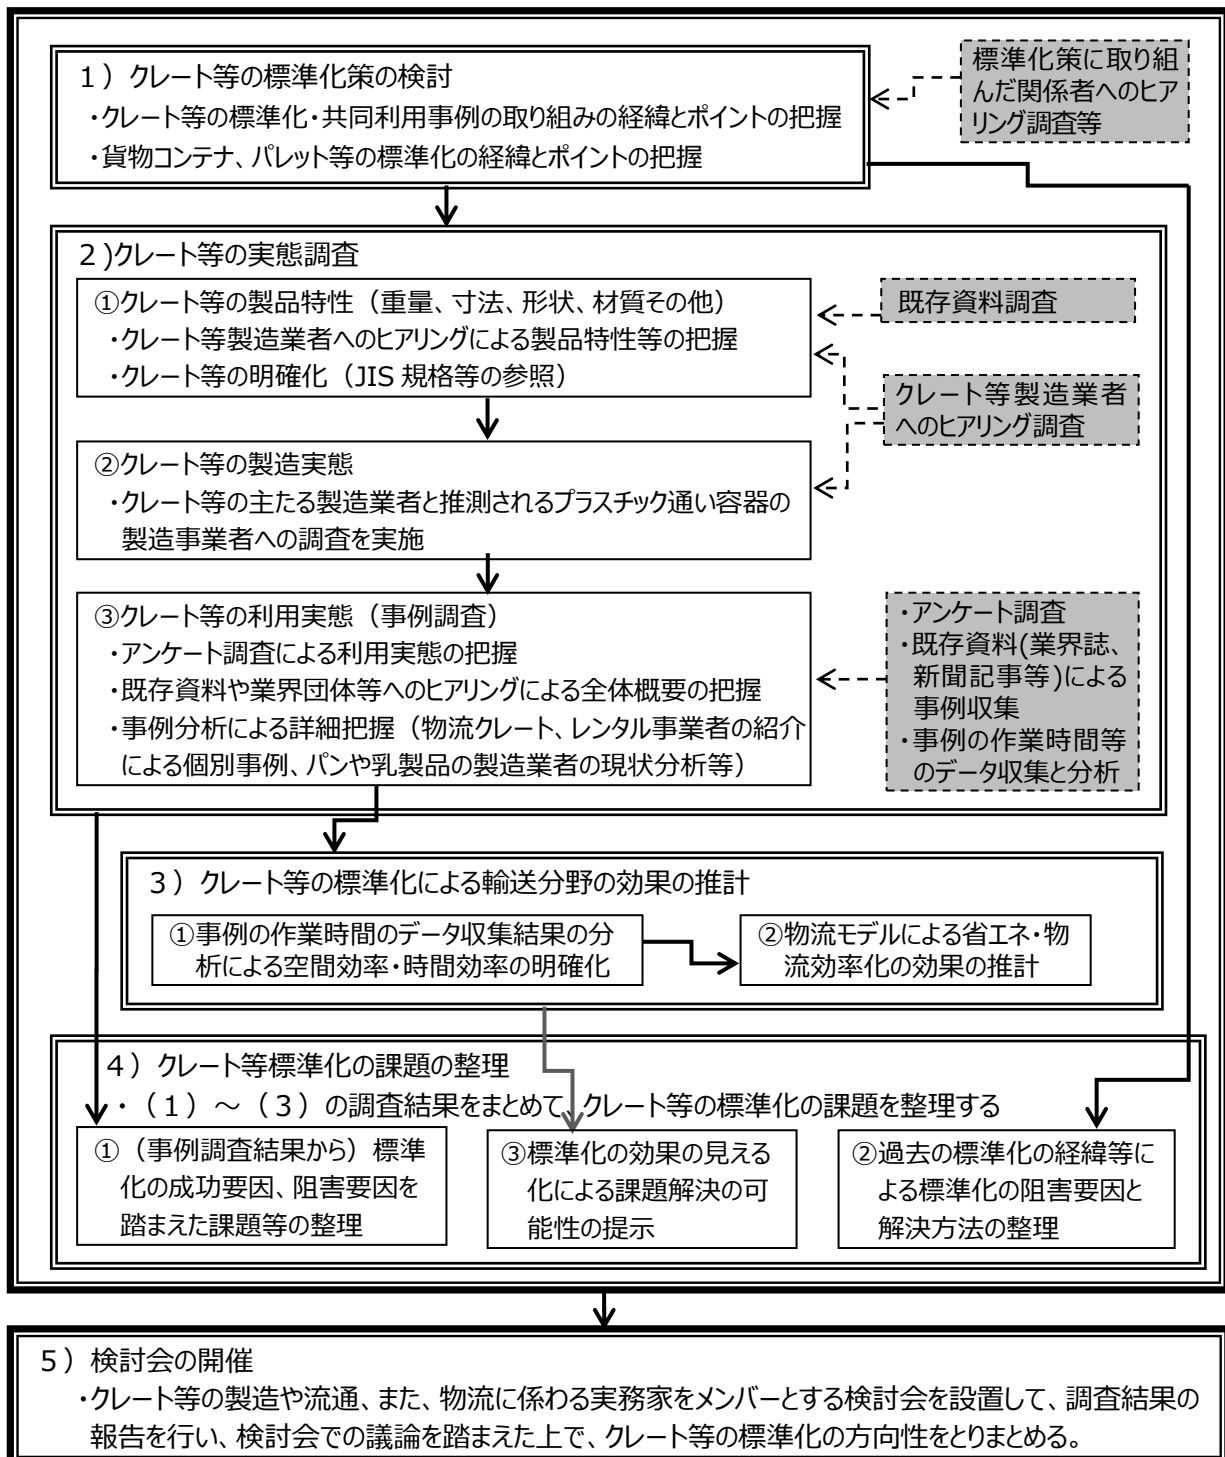 1）クレート等の標準化策の検討
・クレート等の標準化・共同利用事例の取り組みの経緯とポイントの把握
・貨物コンテナ、パレット等の標準化の経緯とポイントの把握
標準化策に取り組
んだ関係者へのヒア
リング調査等
2)クレート等の実態調査
①クレート等の製品特性（重量、寸法、形状、材質その他）
・クレート等製造業者へのヒアリングによる製品特性等の把握
・クレート等の明確化（JIS 規格等の参照）
既存資料調査
クレート等製造業者
へのヒアリング調査
②クレート等の製造実態
・クレート等の主たる製造業者と推測されるプラスチック通い容器の
製造事業者への調査を実施
③クレート等の利用実態（事例調査）
・アンケート調査による利用実態の把握
・既存資料や業界団体等へのヒアリングによる全体概要の把握
・事例分析による詳細把握（物流クレート、レンタル事業者の紹介
による個別事例、パンや乳製品の製造業者の現状分析等）
・アンケート調査
・既存資料(業界誌、
新聞記事等)による
事例収集
・事例の作業時間等
のデータ収集と分析
3）クレート等の標準化による輸送分野の効果の推計
①事例の作業時間のデータ収集結果の分
析による空間効率・時間効率の明確化
②物流モデルによる省エネ・物
流効率化の効果の推計
4）クレート等標準化の課題の整理
・（1）～（3）の調査結果をまとめて、クレート等の標準化の課題を整理する
①（事例調査結果から）標準
化の成功要因、阻害要因を
踏まえた課題等の整理
③標準化の効果の見える
化による課題解決の可
能性の提示
②過去の標準化の経緯等に
よる標準化の阻害要因と
解決方法の整理
5）検討会の開催
・クレート等の製造や流通、また、物流に係わる実務家をメンバーとする検討会を設置して、調査結果の
報告を行い、検討会での議論を踏まえた上で、クレート等の標準化の方向性をとりまとめる。